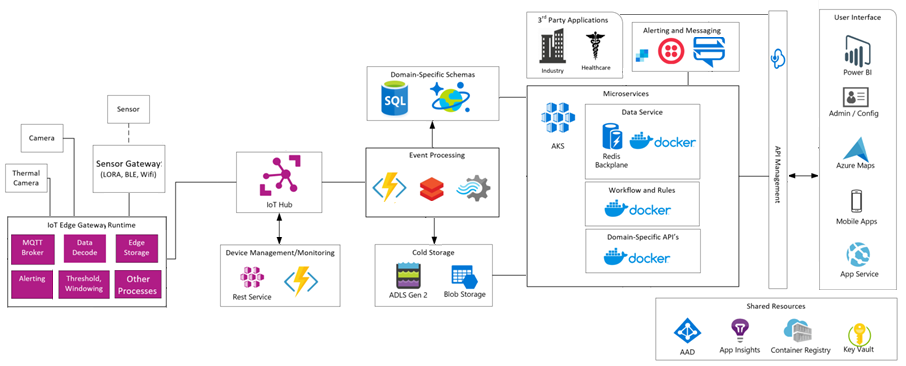 Sensor
Camera
Thermal
Camera
Sensor Gateway:
(LORA, BLE, Wifi)
IoT Edge Gateway Runtime
MQTT
Broker
Data
Decode
Edge
Storage
Alerting
Threshold,
Windowing
Other
Processes
IoT Hub
Device Management/Monitoring
Rest Service
Domain-Specific Schemas
SQL
Event Processing
Cold Storage
ADLS Gen 2
Blob Storage
3rd Party Applications
Industry
Healthcare
Alerting and Messaging
Microservices
AKS
Data Service
Redis
Backplane
docker
Workflow and Rules
docker
Domain-Specific API's
docker
API Management
User Interface
Power BI
Admin / Config
Azure Maps
Mobile Apps
App Service
Shared Resources
AAD
App Insights
Container Registry
Key Vault